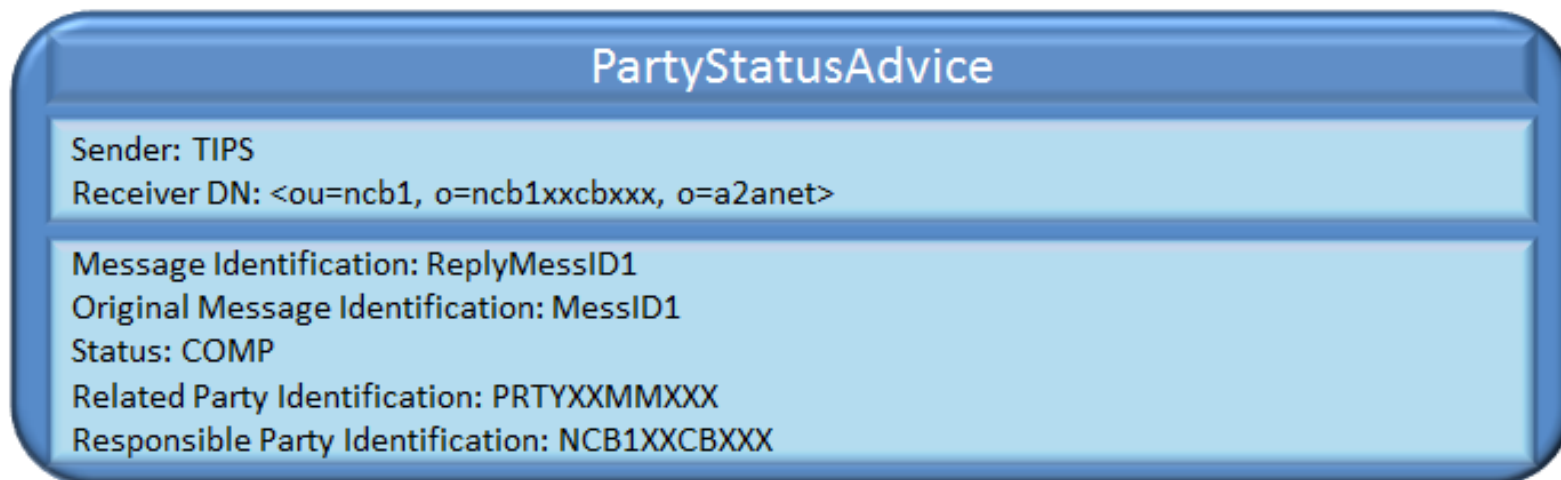 PartyStatusAdvice
Sender: TIPS
Receiver DN: <ou=ncb1, o=ncb1xxcbxxx, o=a2anet>
Message Identification: ReplyMessID1
Original Message Identification: MessID1
Status: COMP
Related Party Identification: PRTYXXMMXXX
Responsible Party Identification: NCB1XXCBXXX